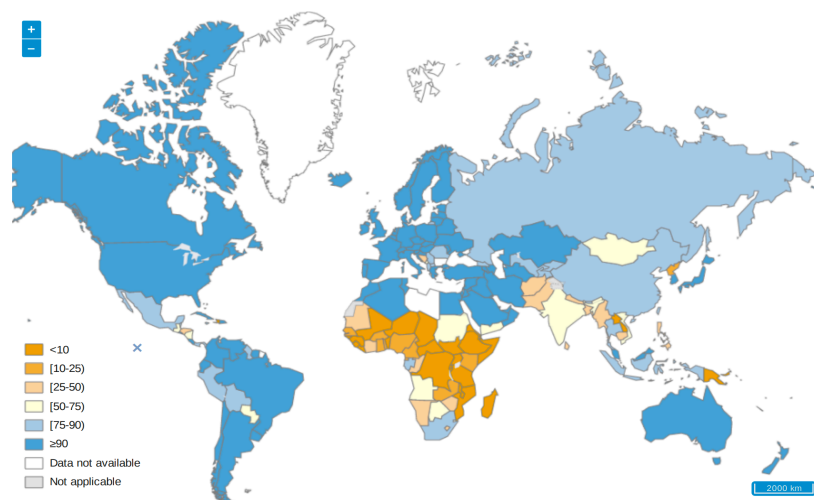 +
−
<10
[10-25)
[25-50)
[50-75)
[75-90)
≥90
Data not available
Not applicable
2000 km